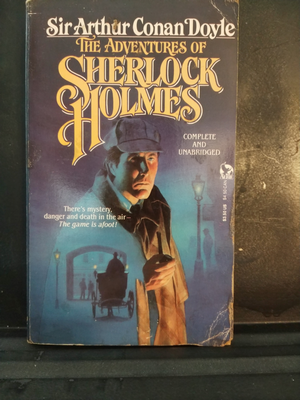 Sir Arthur Conan Doyle
THE ADVENTURES OF
SHERLOCK
HOLMES
COMPLETE
AND
UNABRIDGED
There's mystery,
danger and death in the air–
The game is afoot!